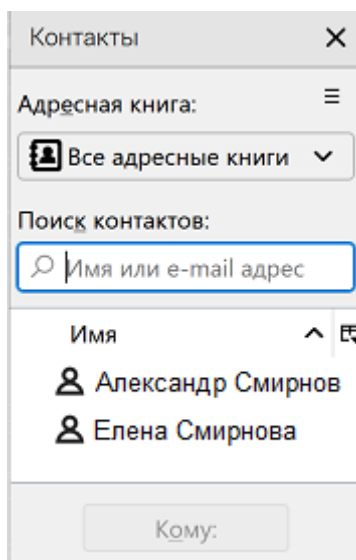 Контакты
Адресная книга:
Все адресные книги
Поиск контактов:
Имя или e-mail адрес
Имя
Александр Смирнов
Елена Смирнова
Кому: